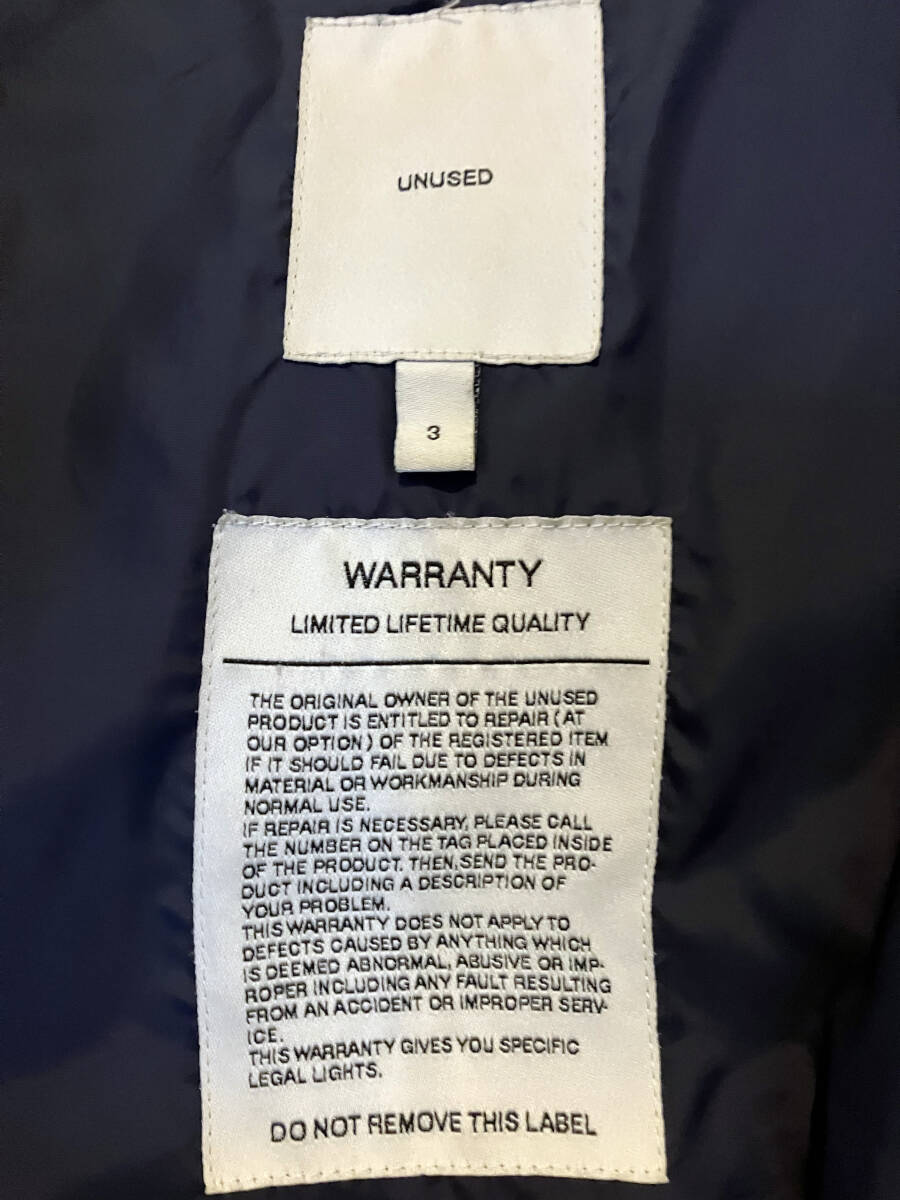 UNUSED
3
WARRANTY
LIMITED LIFETIME QUALITY
THE ORIGINAL OWNER OF THE UNUSED
PRODUCT IS ENTITLED TO REPAIR (AT
OUR OPTION) OF THE REGISTERED ITEM
IF IT SHOULD FAIL DUE TO DEFECTS IN
MATERIAL OR WORKMANSHIP DURING
NORMAL USE.
IF REPAIR IS NECESSARY, PLEASE CALL
THE NUMBER ON THE TAG PLACED INSIDE
OF THE PRODUCT. THEN, SEND THE PRO-
DUCT INCLUDING A DESCRIPTION OF
YOUR PROBLEM.
THIS WARRANTY DOES NOT APPLY TO
DEFECTS CAUSED BY ANYTHING WHICH
IS DEEMED ABNORMAL, ABUSIVE OR IMP-
ROPER INCLUDING ANY FAULT RESULTING
FROM AN ACCIDENT OR IMPROPER SERV-
ICE.
THIS WARRANTY GIVES YOU SPECIFIC
LEGAL LIGHTS.
DO NOT REMOVE THIS LABEL